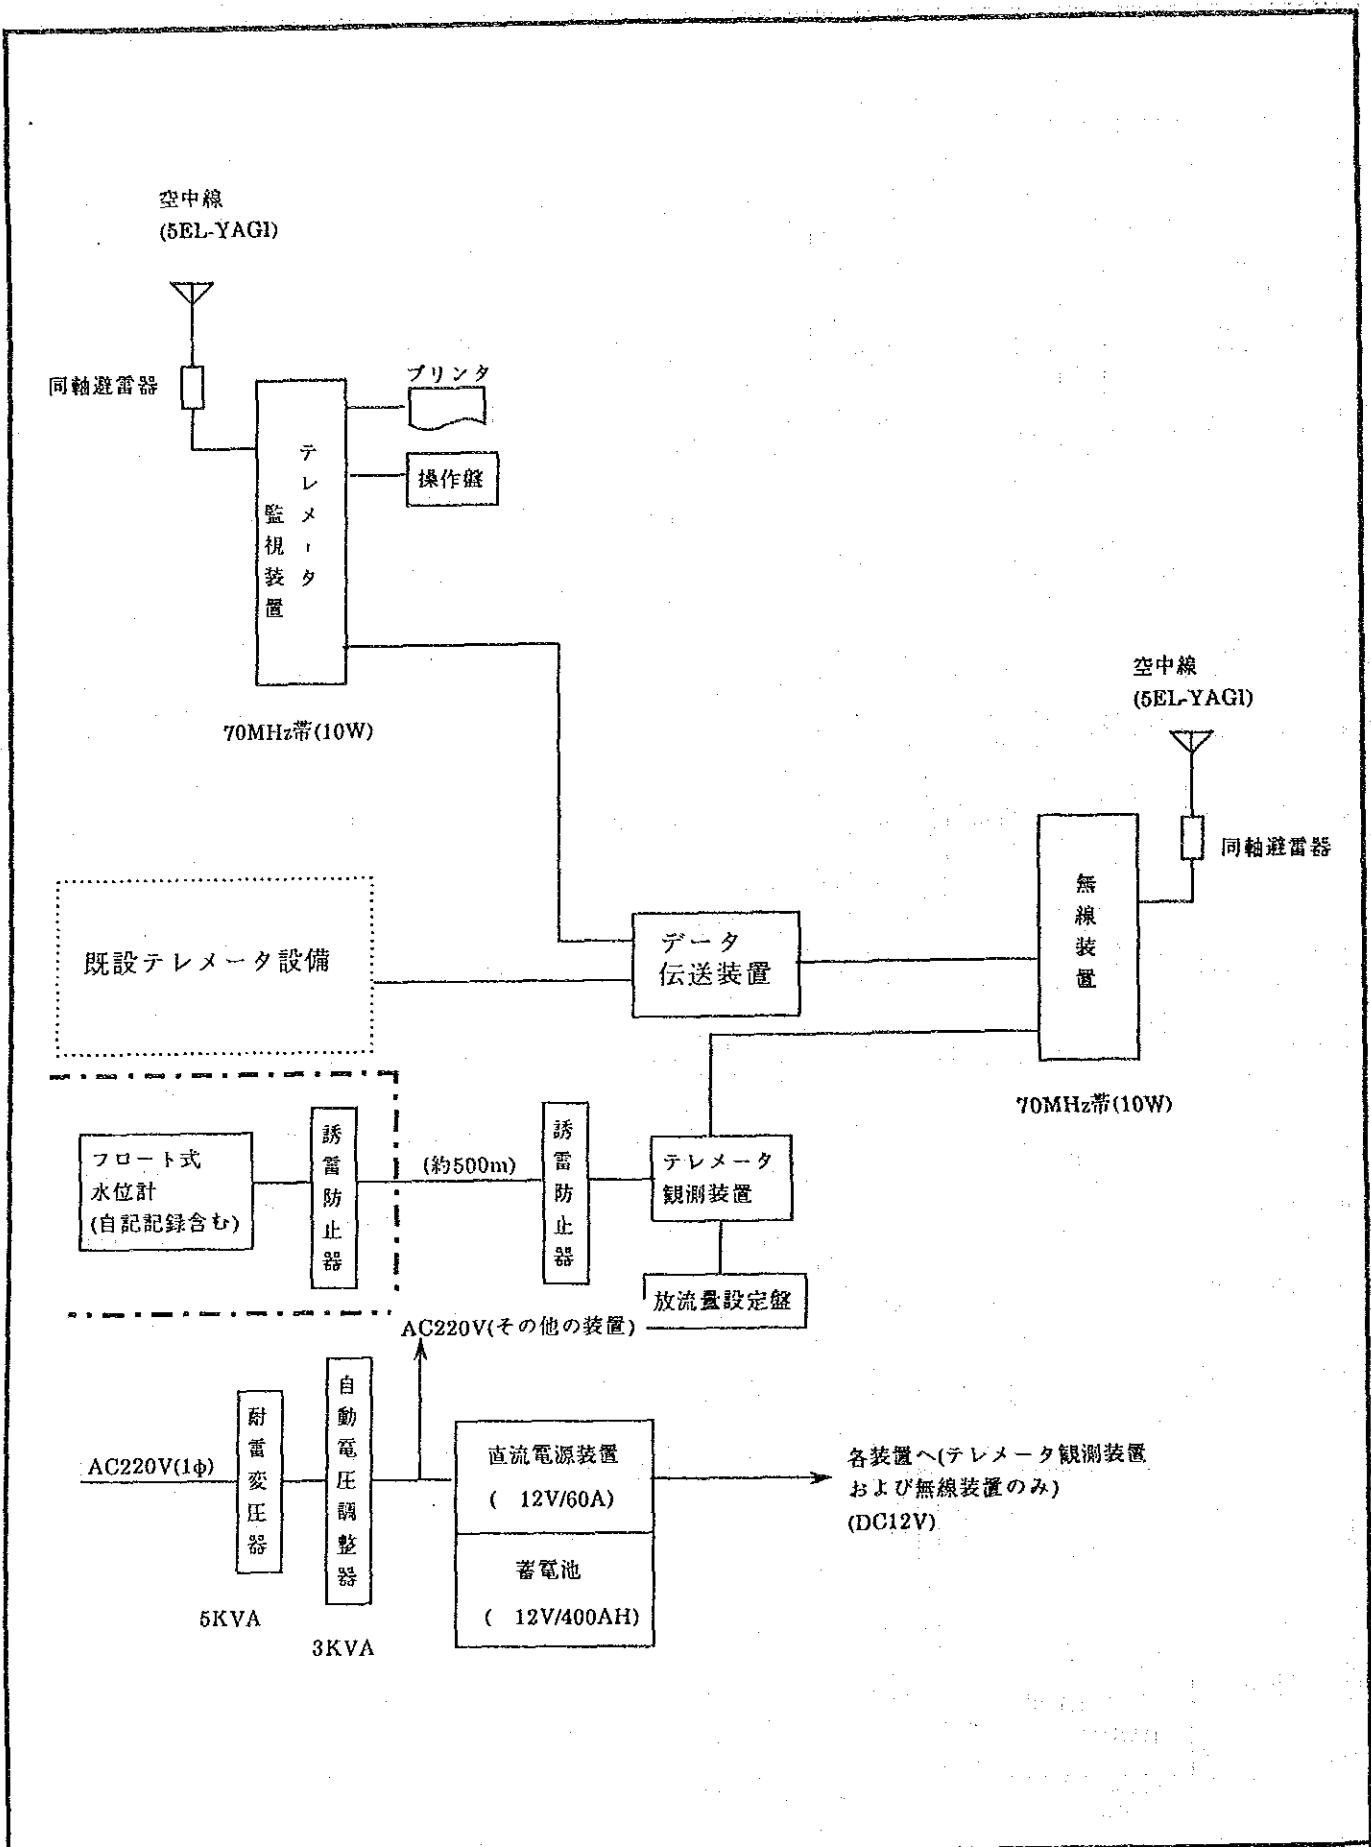 空中線
(5EL-YAGI)
同軸避雷器
プリンタ
操作盤
テレメータ
監視装置
70MHz帯(10W)
空中線
(5EL-YAGI)
同軸避雷器
無線装置
70MHz帯(10W)
既設テレメータ設備
データ
伝送装置
フロート式
水位計
(自記記録含む)
誘雷防止器
(約500m)
誘雷防止器
テレメータ
観測装置
放流量設定盤
AC220V(その他の装置)
AC220V(1φ)
耐雷変圧器
5KVA
自動電圧調整器
3KVA
直流電源装置
( 12V/60A)
蓄電池
( 12V/400AH)
各装置へ(テレメータ観測装置
および無線装置のみ)
(DC12V)